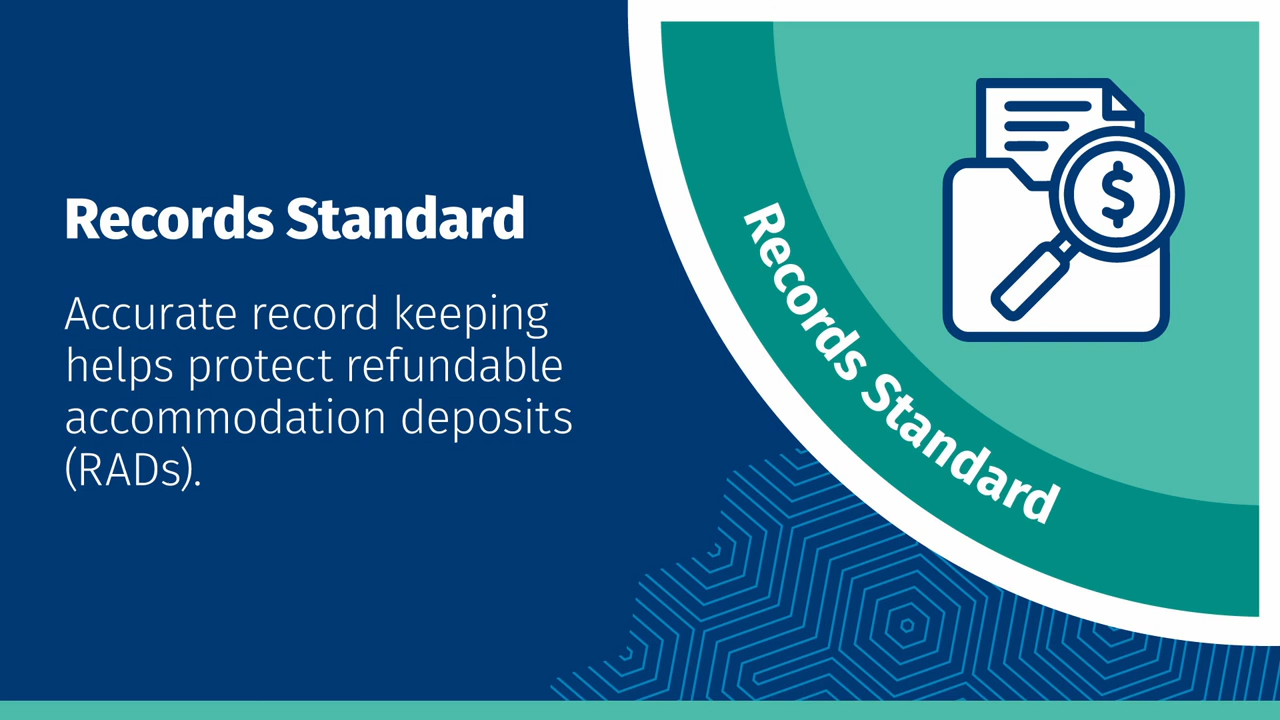 Records Standard
Accurate record keeping
helps protect refundable
accommodation deposits
(RADs).
Records Standard
$